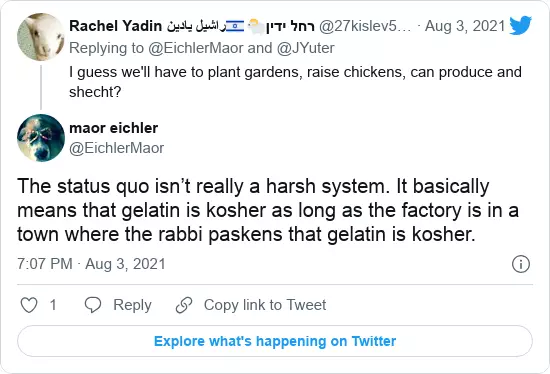 Rachel Yadin راشيل يادين🇮🇱🐑רחל ידין @27kislev5… · Aug 3, 2021
Replying to @EichlerMaor and @JYuter
I guess we'll have to plant gardens, raise chickens, can produce and
shecht?
maor eichler
@EichlerMaor
The status quo isn’t really a harsh system. It basically
means that gelatin is kosher as long as the factory is in a
town where the rabbi paskens that gelatin is kosher.
7:07 PM · Aug 3, 2021
1 Reply Copy link to Tweet
Explore what's happening on Twitter